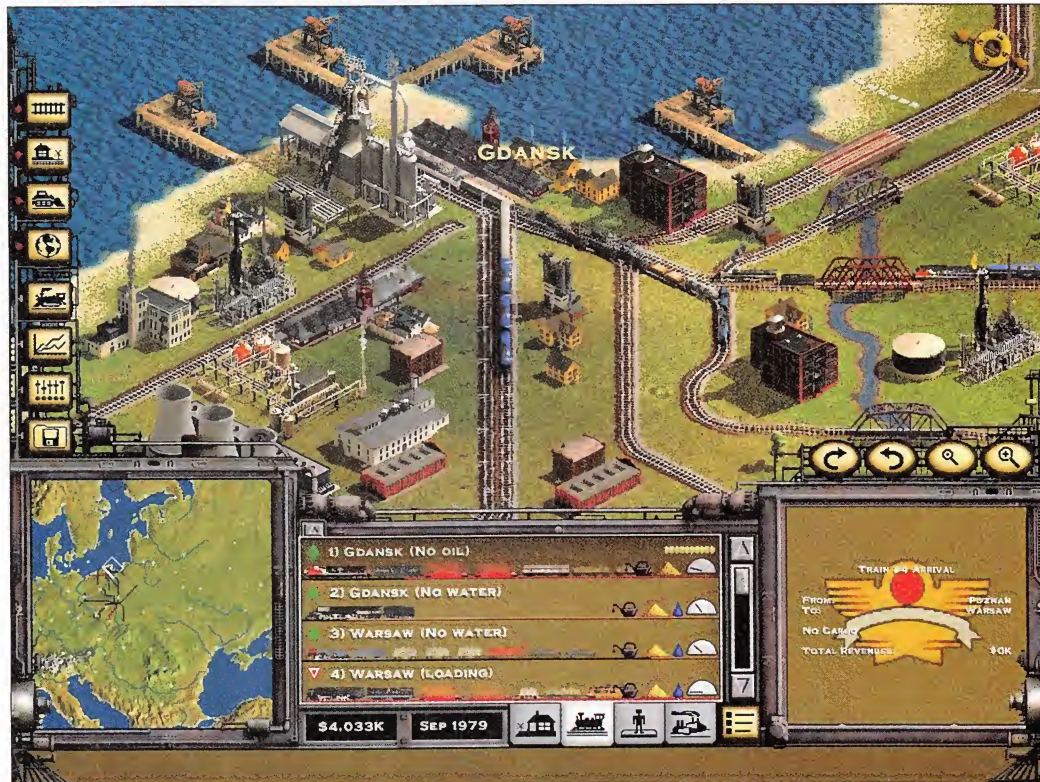 GDANSK
1) GDANSK (NO OIL)
2) GDANSK (NO WATER)
3) WARSAW (NO WATER)
4) WARSAW (LOADING)
$4,033K
SEP 1979
TRAIN #4 ARRIVAL
FROM: POZNAN
TO: WARSAW
NO CARGO
TOTAL REVENUES: $0K